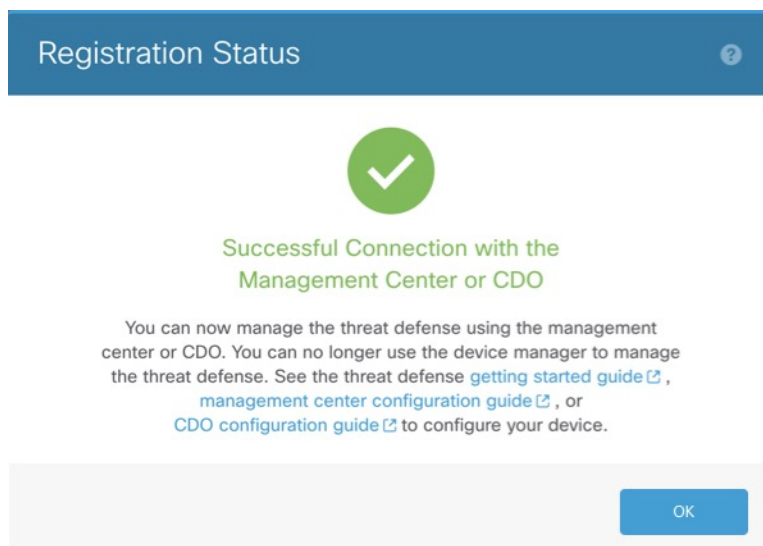 Registration Status
?
Successful Connection with the
Management Center or CDO
You can now manage the threat defense using the management
center or CDO. You can no longer use the device manager to manage
the threat defense. See the threat defense getting started guide ,
management center configuration guide , or
CDO configuration guide to configure your device.
OK